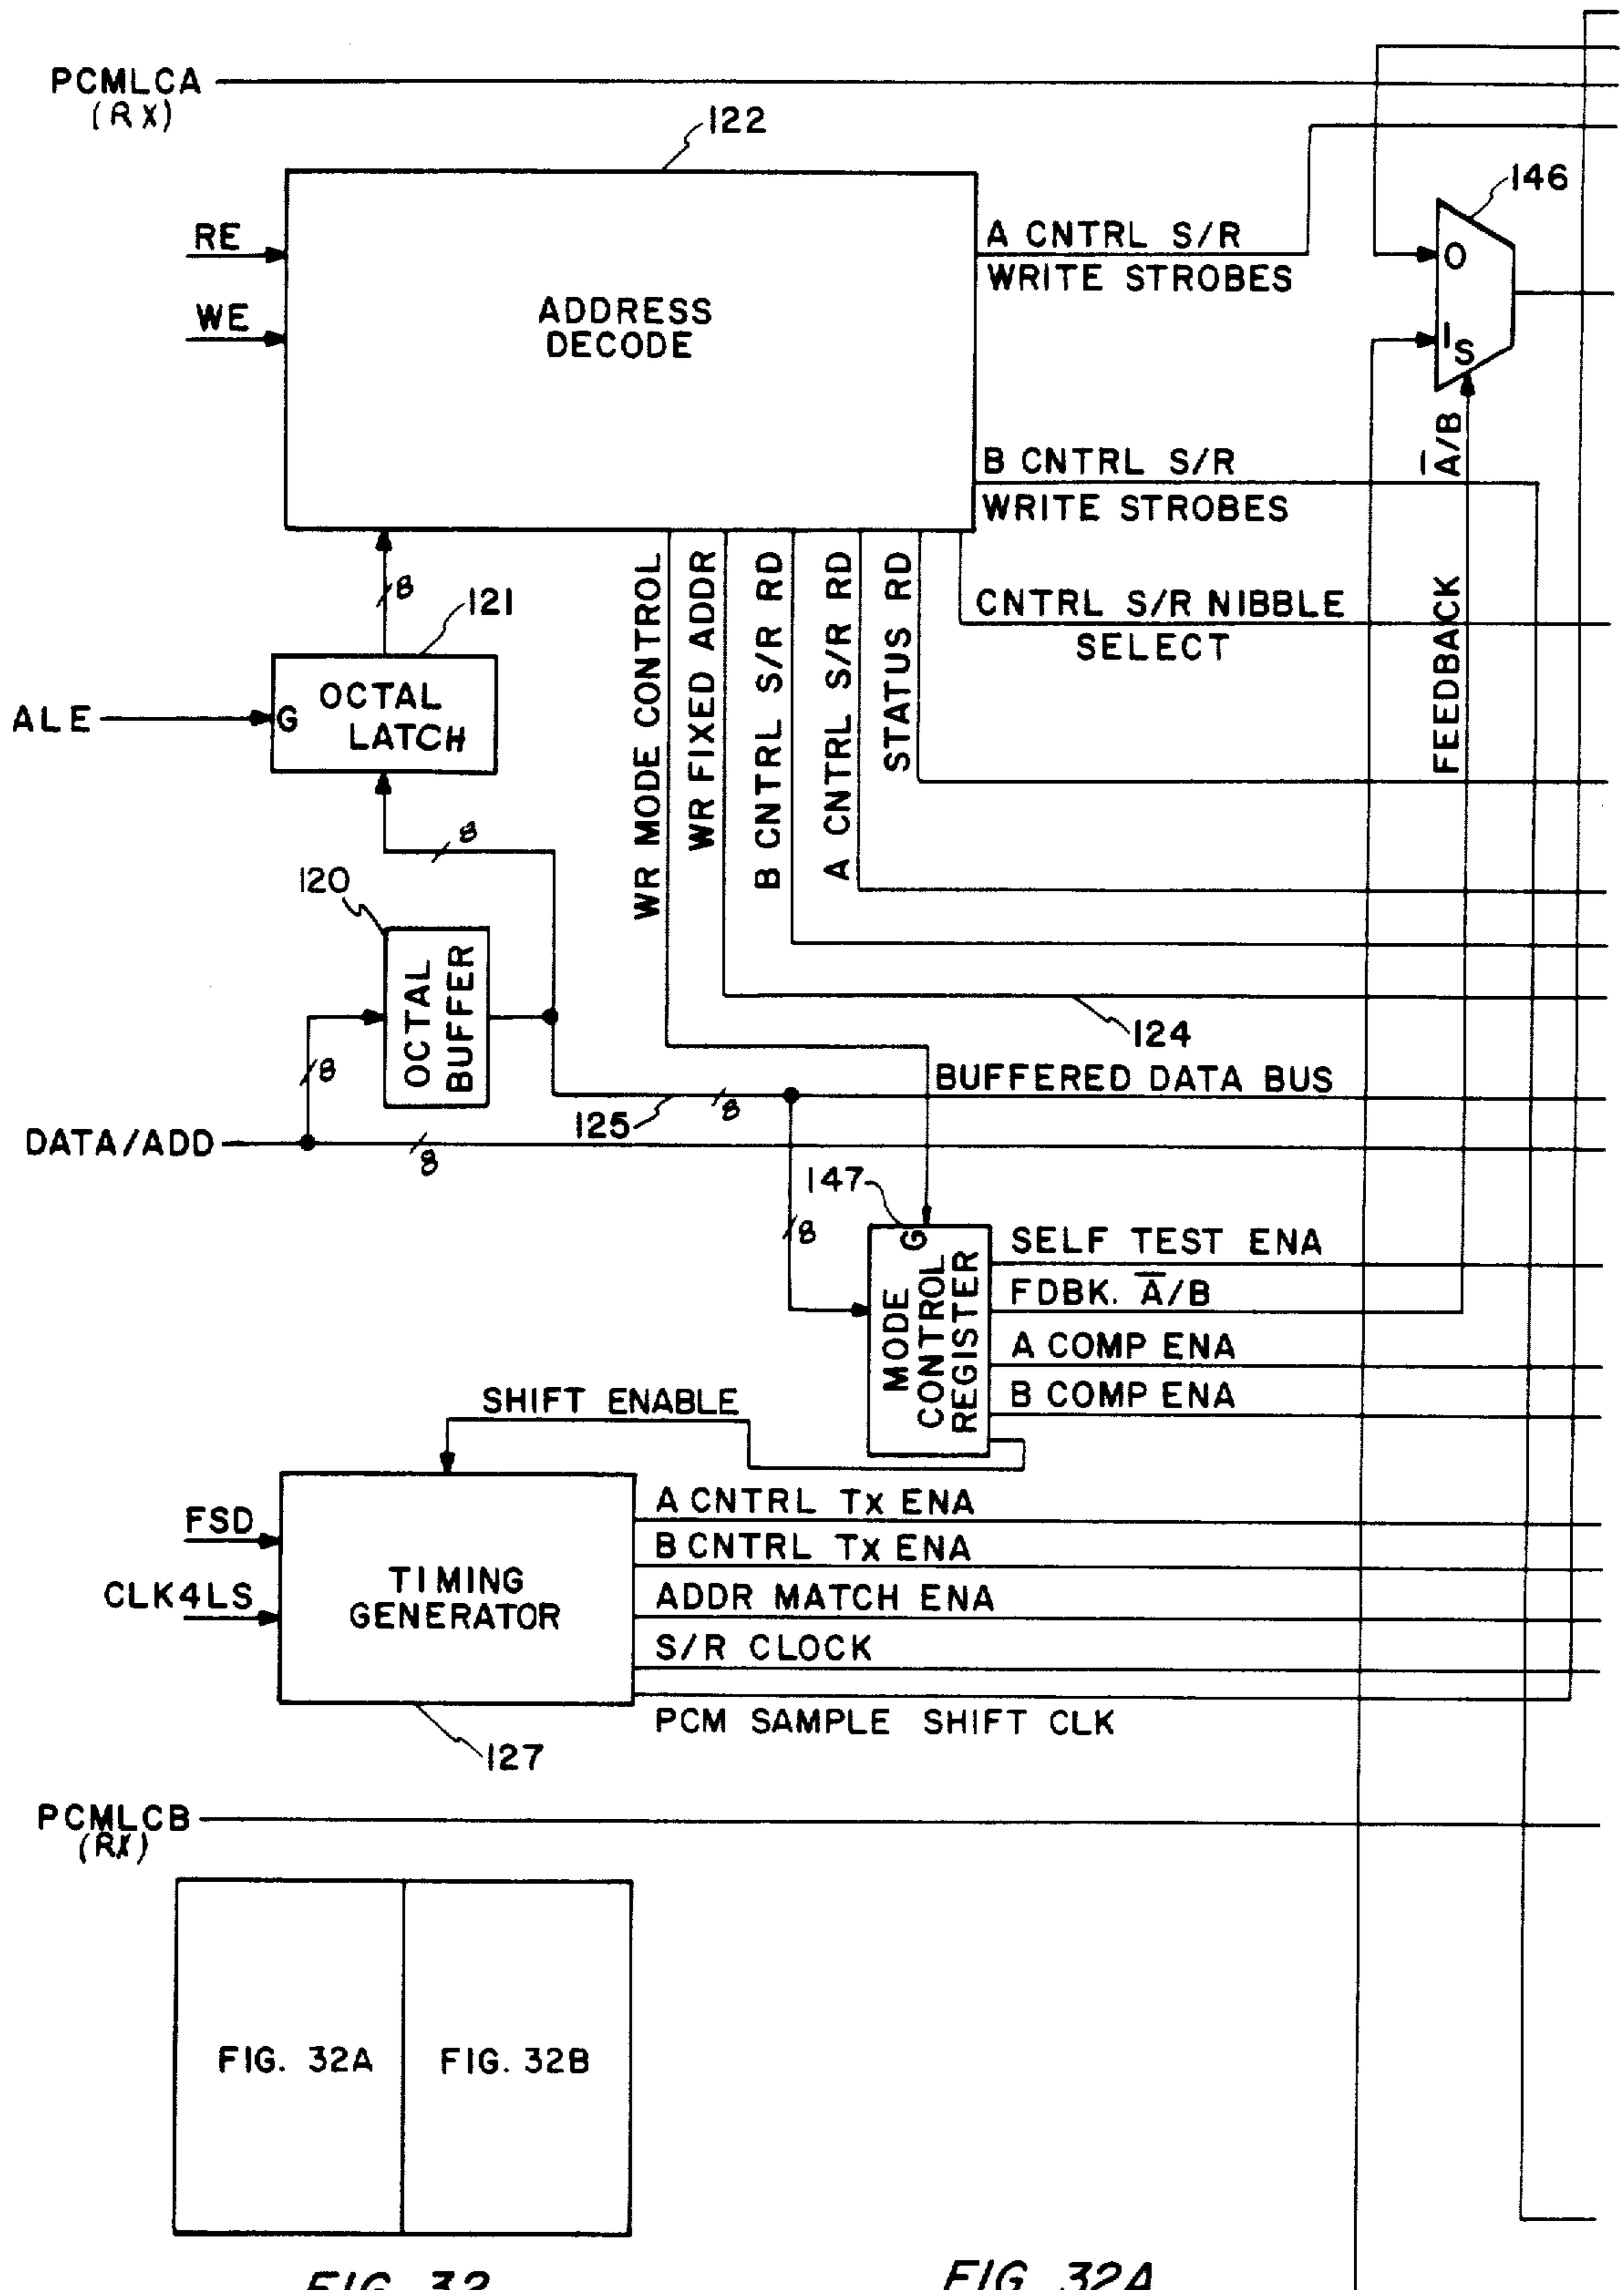 PCMLCA
(RX)
122
146
RE
A CNTRL S/R
WRITE STROBES
O
WE
ADDRESS
DECODE
I
S
A/B
FEEDBACK
B CNTRL S/R
WRITE STROBES
8
121
WR MODE CONTROL
WR FIXED ADDR
B CNTRL S/R RD
A CNTRL S/R RD
STATUS RD
CNTRL S/R NIBBLE
SELECT
ALE
G
OCTAL
LATCH
8
120
OCTAL
BUFFER
124
8
BUFFERED DATA BUS
125
8
DATA/ADD
8
147
8
G
MODE
CONTROL
REGISTER
SELF TEST ENA
FDBK. A̅/B
A COMP ENA
B COMP ENA
SHIFT ENABLE
FSD
CLK4LS
TIMING
GENERATOR
A CNTRL Tx ENA
B CNTRL Tx ENA
ADDR MATCH ENA
S/R CLOCK
PCM SAMPLE SHIFT CLK
127
PCMLCB
(RX)
FIG. 32A
FIG. 32B
FIG. 32
FIG. 32A